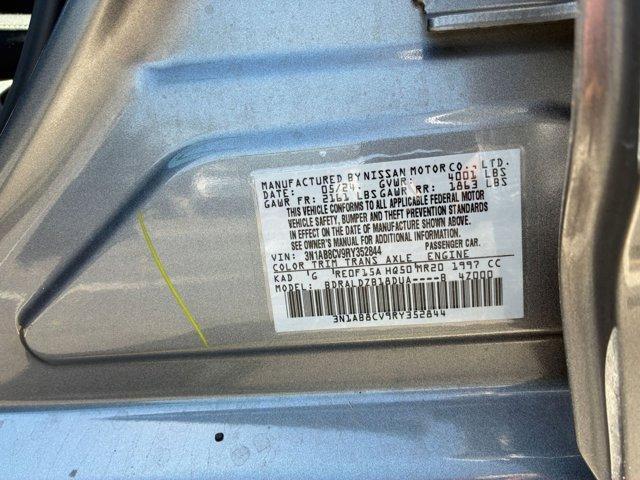 MANUFACTURED BY NISSAN MOTOR CO., LTD.
DATE: 05/24 GVWR: 4001 LBS
GAWR FR: 2161 LBS GAWR RR: 1863 LBS
THIS VEHICLE CONFORMS TO ALL APPLICABLE FEDERAL MOTOR
VEHICLE SAFETY, BUMPER AND THEFT PREVENTION STANDARDS
IN EFFECT ON THE DATE OF MANUFACTURE SHOWN ABOVE.
SEE OWNER'S MANUAL FOR ADDITIONAL INFORMATION
VIN: 3N1AB8CV9RY352844 PASSENGER CAR.
COLOR TRIM TRANS AXLE ENGINE
KAD 'G RE0F15A HQ50 MR20 1997 CC
MODEL: BDRALDZB18DUA----B 47000
3N1AB8CV9RY352844